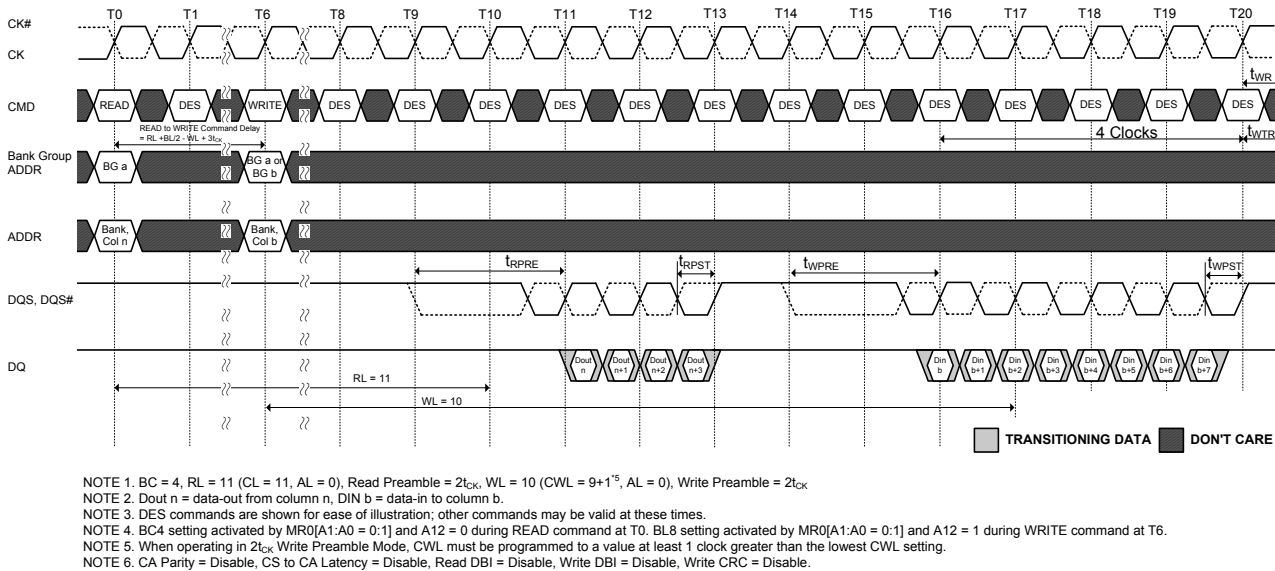 T0 T1 T6 T8 T9 T10 T11 T12 T13 T14 T15 T16 T17 T18 T19 T20
CK#
CK
tWR
CMD READ DES WRITE DES DES DES DES DES DES DES DES DES DES DES DES DES
READ to WRITE Command Delay
= RL +BL/2 - WL + 3tCK
4 Clocks
tWTR
Bank Group
ADDR
BG a
BG a or
BG b
ADDR
Bank,
Col n
Bank,
Col b
tRPRE tRPST tWPRE tWPST
DQS, DQS#
DQ
Dout
n
Dout
n+1
Dout
n+2
Dout
n+3
Din
b
Din
b+1
Din
b+2
Din
b+3
Din
b+4
Din
b+5
Din
b+6
Din
b+7
RL = 11
WL = 10
TRANSITIONING DATA DON'T CARE
NOTE 1. BC = 4, RL = 11 (CL = 11, AL = 0), Read Preamble = 2tCK, WL = 10 (CWL = 9+1*5, AL = 0), Write Preamble = 2tCK
NOTE 2. Dout n = data-out from column n, DIN b = data-in to column b.
NOTE 3. DES commands are shown for ease of illustration; other commands may be valid at these times.
NOTE 4. BC4 setting activated by MR0[A1:A0 = 0:1] and A12 = 0 during READ command at T0. BL8 setting activated by MR0[A1:A0 = 0:1] and A12 = 1 during WRITE command at T6.
NOTE 5. When operating in 2tCK Write Preamble Mode, CWL must be programmed to a value at least 1 clock greater than the lowest CWL setting.
NOTE 6. CA Parity = Disable, CS to CA Latency = Disable, Read DBI = Disable, Write DBI = Disable, Write CRC = Disable.